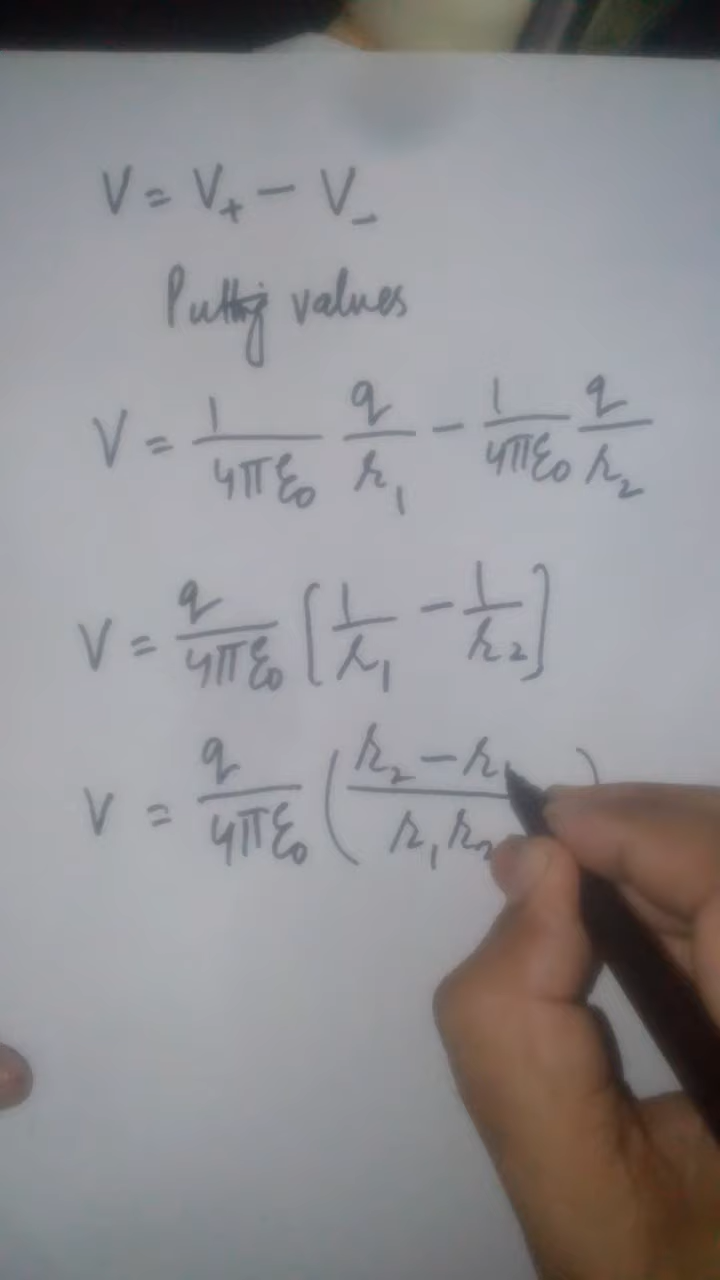 V = V₊ − V₋
Putting values
V = 1/4πε₀ q/r₁ − 1/4πε₀ q/r₂
V = q/4πε₀ [1/r₁ − 1/r₂]
V = q/4πε₀ (r₂ − r₁/r₁r₂)